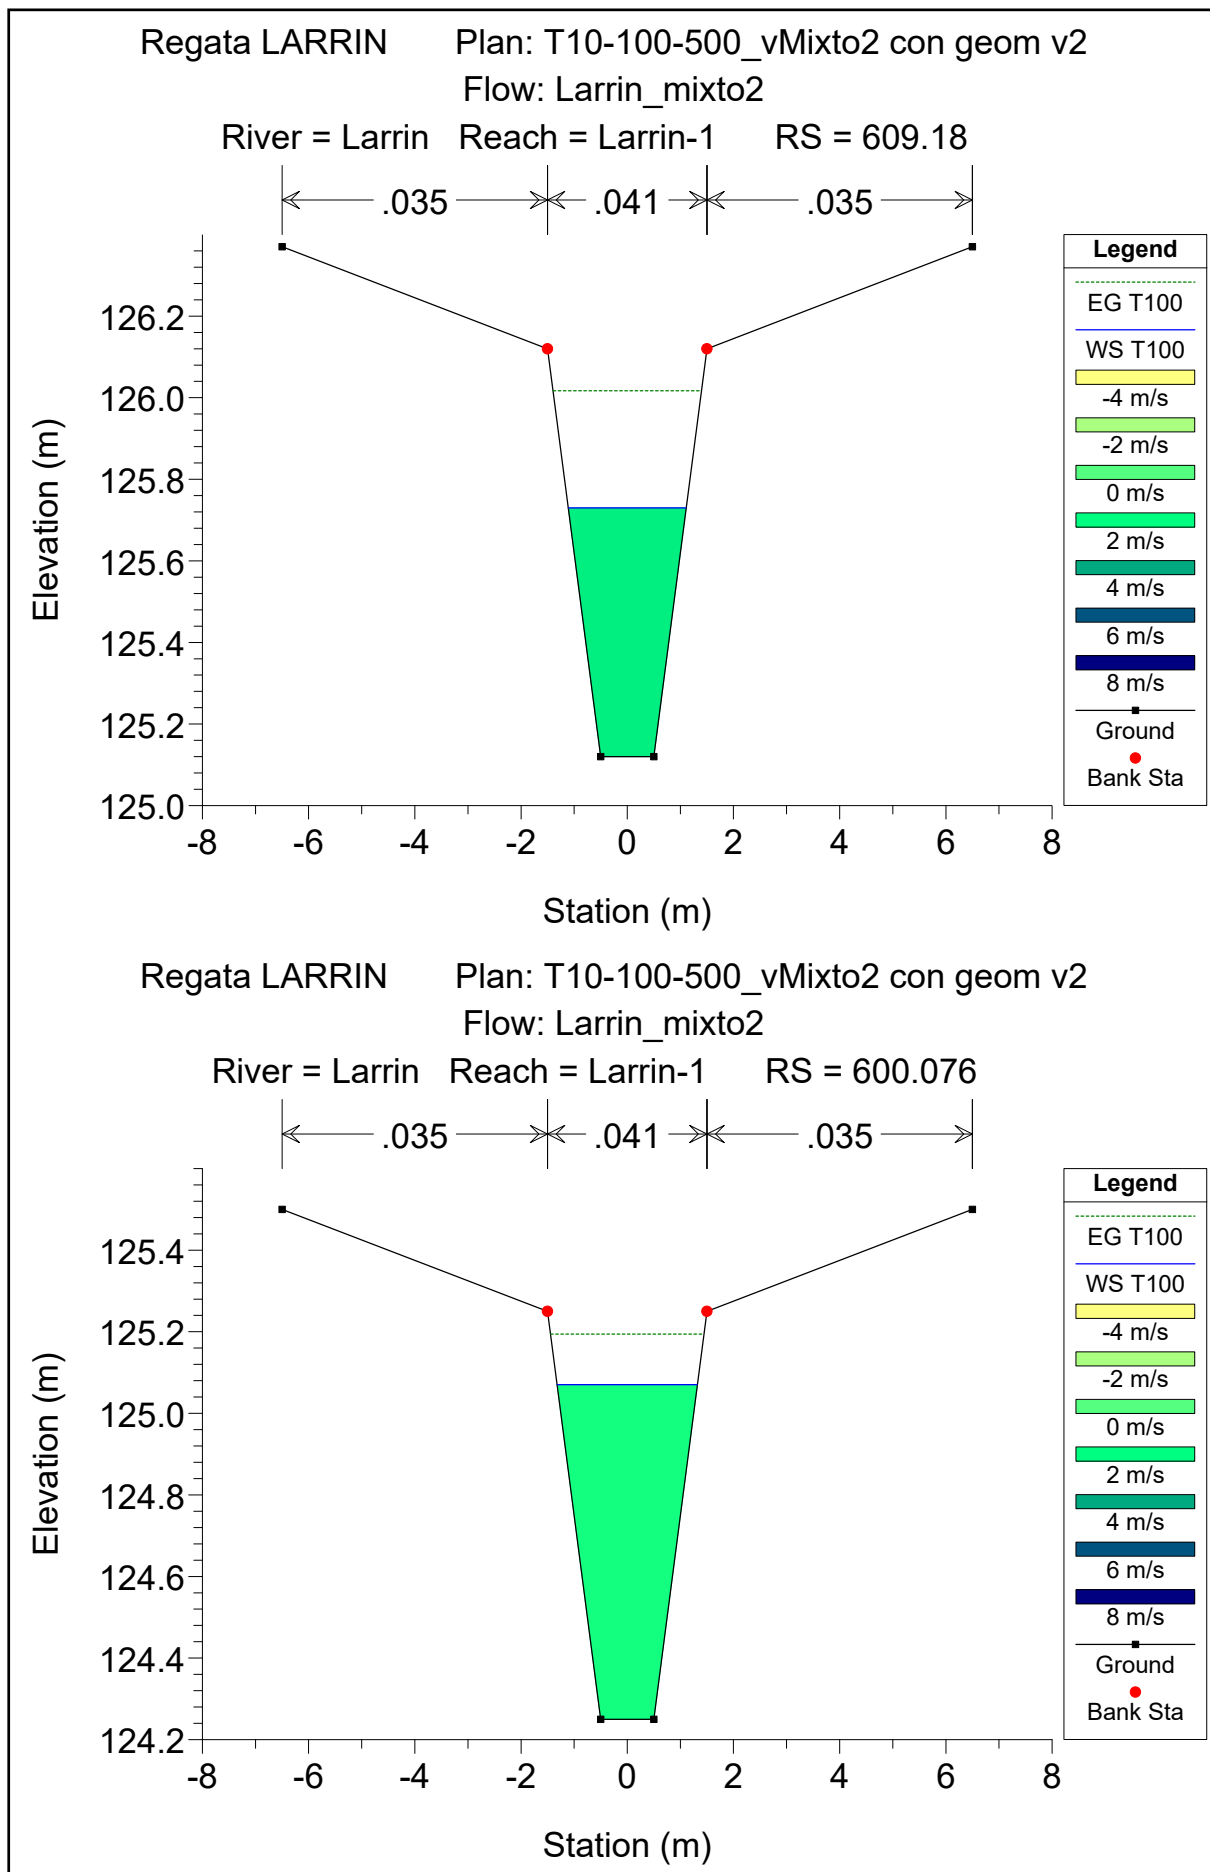 Regata LARRIN Plan: T10-100-500_vMixto2 con geom v2
Flow: Larrin_mixto2
River = Larrin Reach = Larrin-1 RS = 609.18
.035 .041 .035
Legend
EG T100
WS T100
-4 m/s
-2 m/s
0 m/s
2 m/s
4 m/s
6 m/s
8 m/s
Ground
Bank Sta
126.2
126.0
125.8
125.6
125.4
125.2
125.0
Elevation (m)
-8 -6 -4 -2 0 2 4 6 8
Station (m)
Regata LARRIN Plan: T10-100-500_vMixto2 con geom v2
Flow: Larrin_mixto2
River = Larrin Reach = Larrin-1 RS = 600.076
.035 .041 .035
Legend
EG T100
WS T100
-4 m/s
-2 m/s
0 m/s
2 m/s
4 m/s
6 m/s
8 m/s
Ground
Bank Sta
125.4
125.2
125.0
124.8
124.6
124.4
124.2
Elevation (m)
-8 -6 -4 -2 0 2 4 6 8
Station (m)